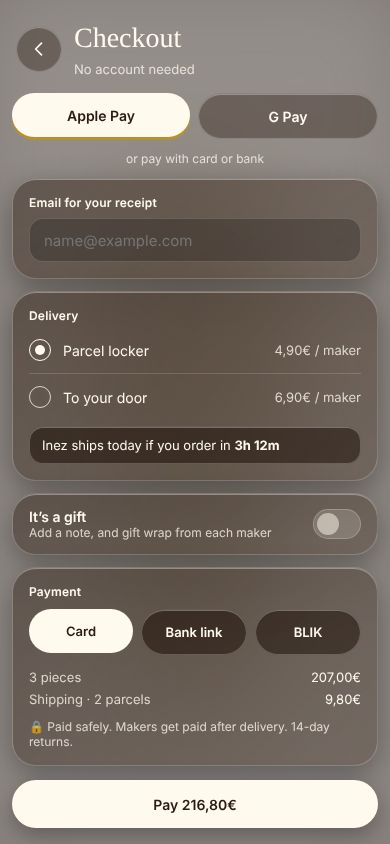 Checkout
No account needed
Apple Pay
G Pay
or pay with card or bank
Email for your receipt
name@example.com
Delivery
Parcel locker 4,90€ / maker
To your door 6,90€ / maker
Inez ships today if you order in 3h 12m
It's a gift
Add a note, and gift wrap from each maker
Payment
Card
Bank link
BLIK
3 pieces 207,00€
Shipping · 2 parcels 9,80€
🔒 Paid safely. Makers get paid after delivery. 14-day
returns.
Pay 216,80€